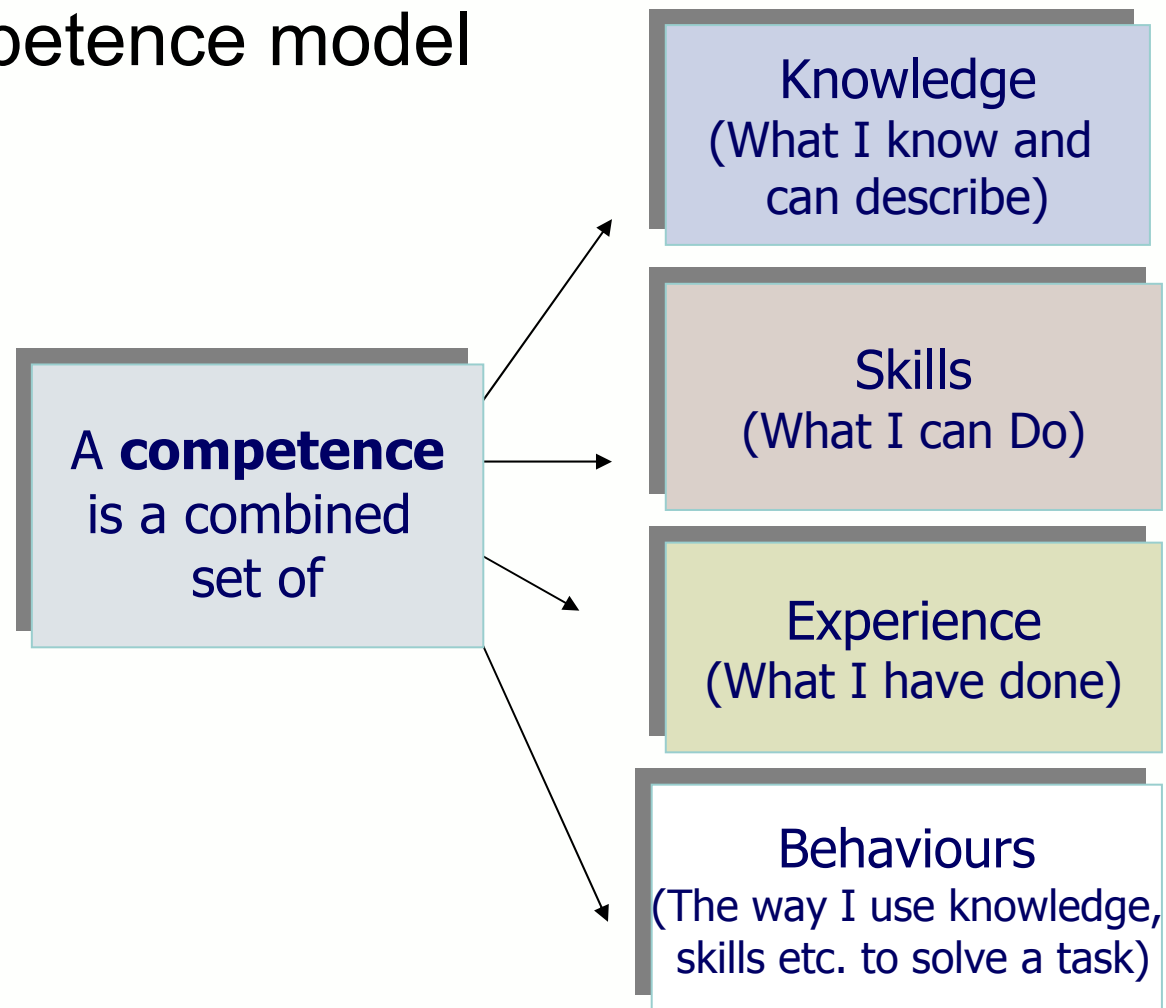 petence model
Knowledge
(What I know and
can describe)
Skills
(What I can Do)
A competence
is a combined
set of
Experience
(What I have done)
Behaviours
(The way I use knowledge,
skills etc. to solve a task)